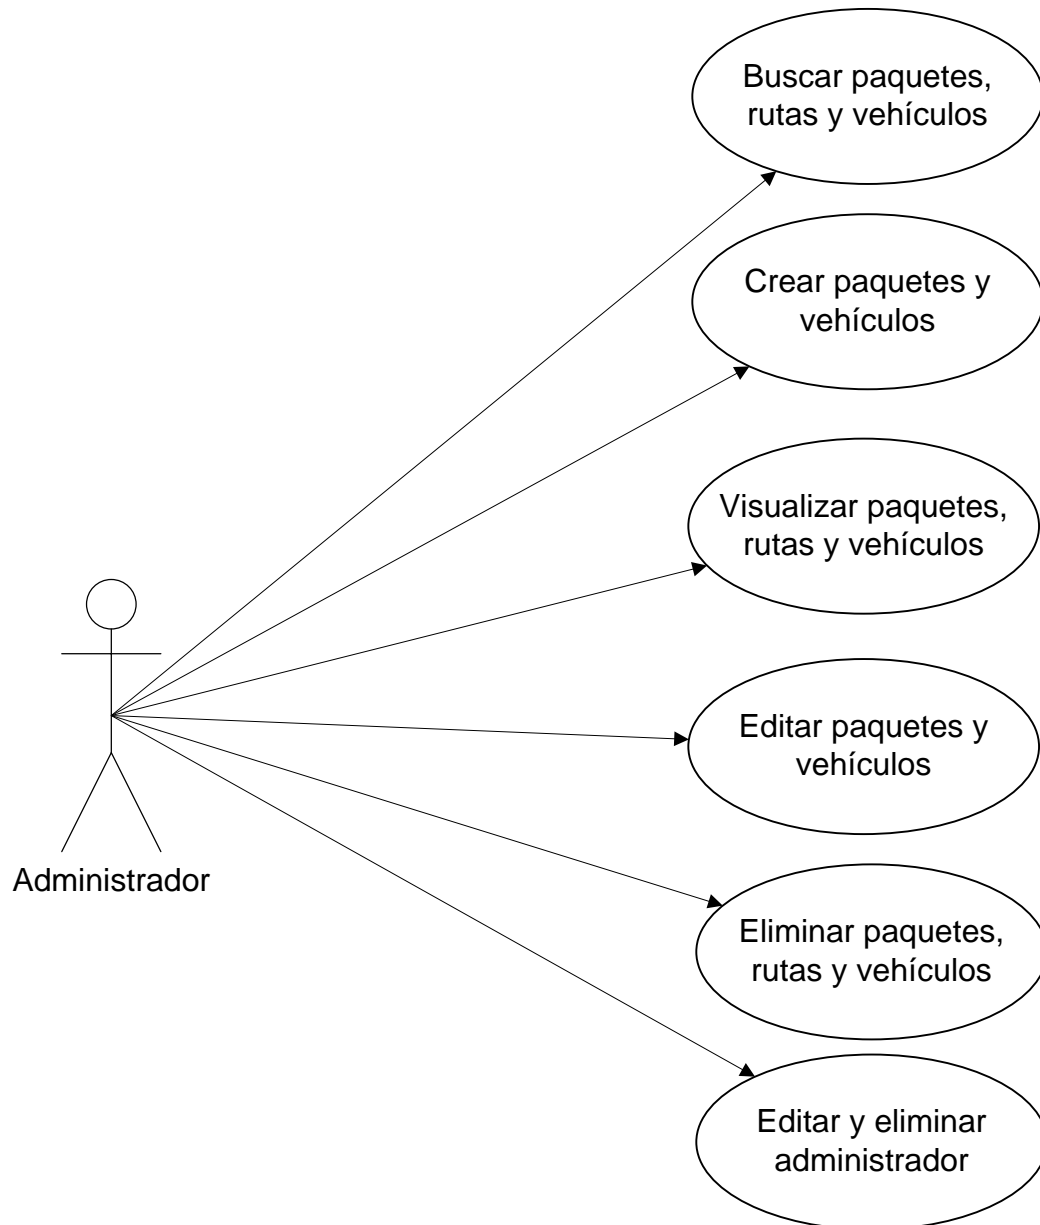 Buscar paquetes,
rutas y vehículos
Crear paquetes y
vehículos
Visualizar paquetes,
rutas y vehículos
Editar paquetes y
vehículos
Administrador
Eliminar paquetes,
rutas y vehículos
Editar y eliminar
administrador